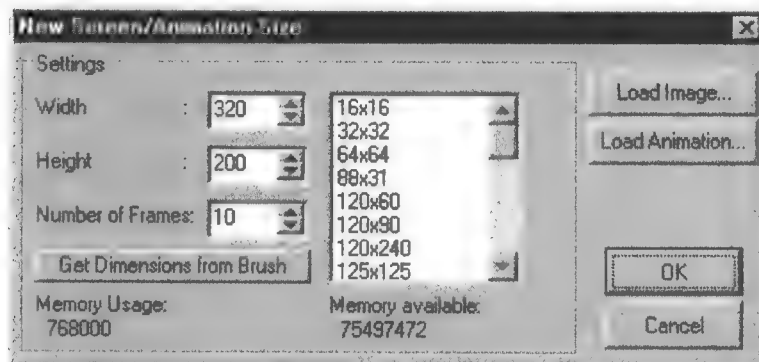 New Screen/Animation Size
Settings
Width : 320
Height : 200
Number of Frames: 10
Get Dimensions from Brush
Memory Usage:
768000
16x16
32x32
64x64
88x31
120x60
120x90
120x240
125x125
Memory available:
75497472
Load Image...
Load Animation...
OK
Cancel